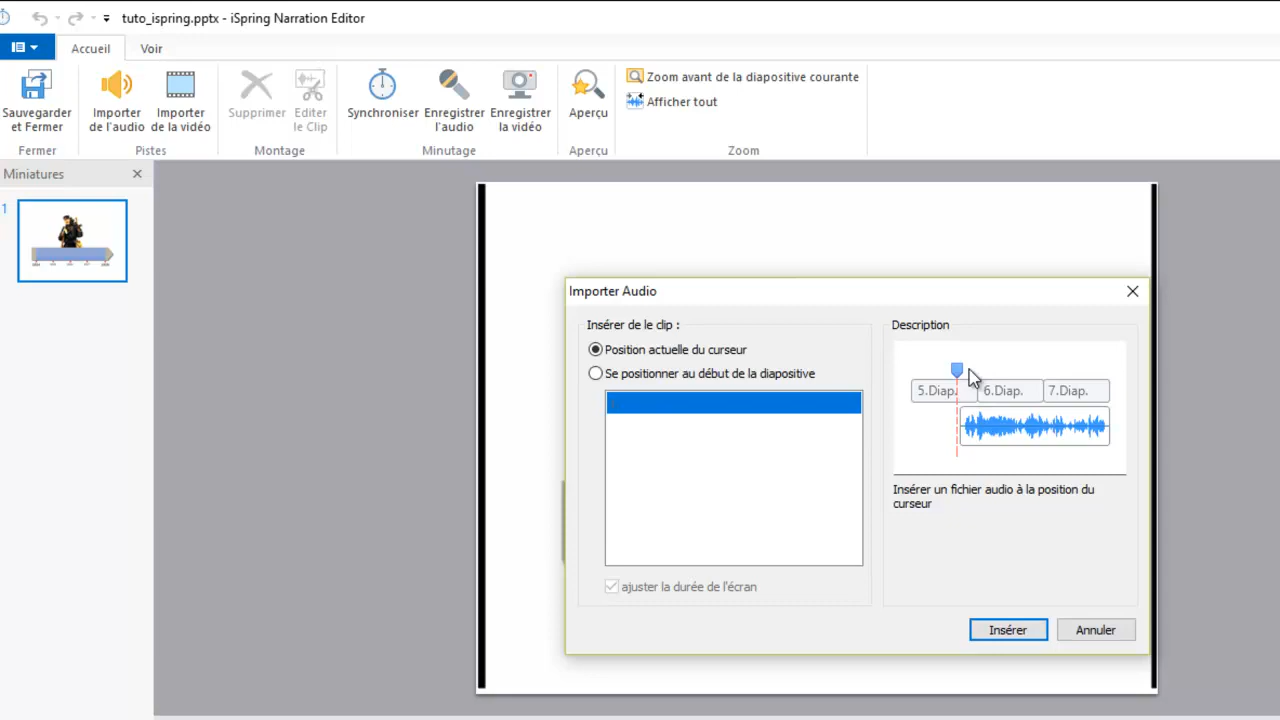 tuto_ispring.pptx - iSpring Narration Editor
Accueil
Voir
Sauvegarder
et Fermer
Importer
de l'audio
Importer
de la vidéo
Supprimer
Editer
le Clip
Synchroniser
Enregistrer
l'audio
Enregistrer
la vidéo
Aperçu
Zoom avant de la diapositive courante
Afficher tout
Fermer
Pistes
Montage
Minutage
Aperçu
Zoom
Miniatures
1
Importer Audio
Insérer de le clip :
Position actuelle du curseur
Se positionner au début de la diapositive
ajuster la durée de l'écran
Description
5.Diap.
6.Diap.
7.Diap.
Insérer un fichier audio à la position du
curseur
Insérer
Annuler